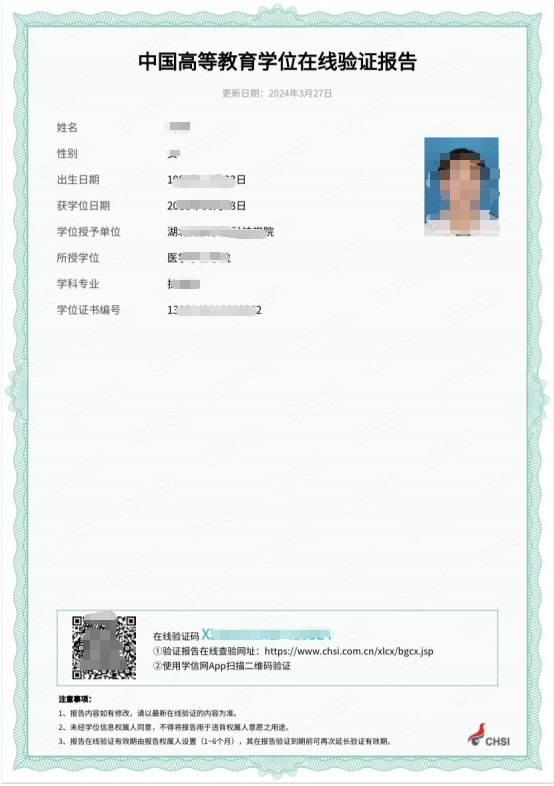 中国高等教育学位在线验证报告
更新日期：2024年3月27日
姓名
性别
出生日期 日
获学位日期 日
学位授予单位 学院
所授学位
学科专业
学位证书编号
在线验证码
①验证报告在线查验网址：https://www.chsi.com.cn/xlcx/bgcx.jsp
②使用学信网App扫描二维码验证
注意事项：
1、报告内容如有修改，请以最新在线验证的内容为准。
2、未经学位信息权属人同意，不得将报告用于违背权属人意愿之用途。
3、报告在线验证有效期由报告权属人设置（1~6个月），其在报告验证到期前可再次延长验证有效期。
CHSI